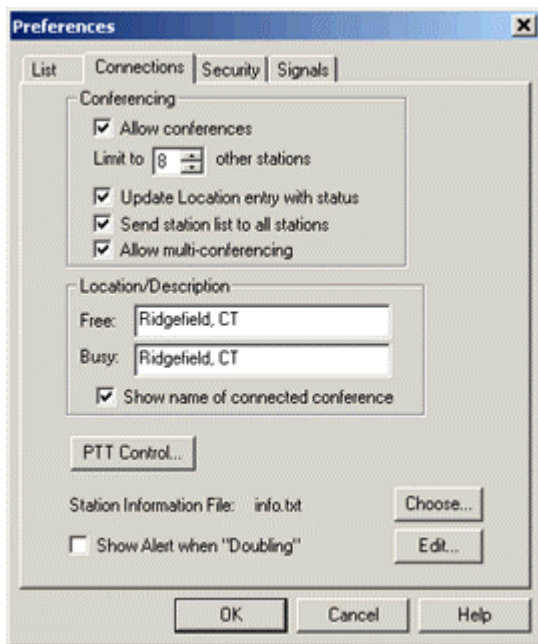 Preferences
List Connections Security Signals
Conferencing
Allow conferences
Limit to 8 other stations
Update Location entry with status
Send station list to all stations
Allow multi-conferencing
Location/Description
Free: Ridgefield, CT
Busy: Ridgefield, CT
Show name of connected conference
PTT Control...
Station Information File: info.txt Choose...
Show Alert when "Doubling" Edit...
OK Cancel Help